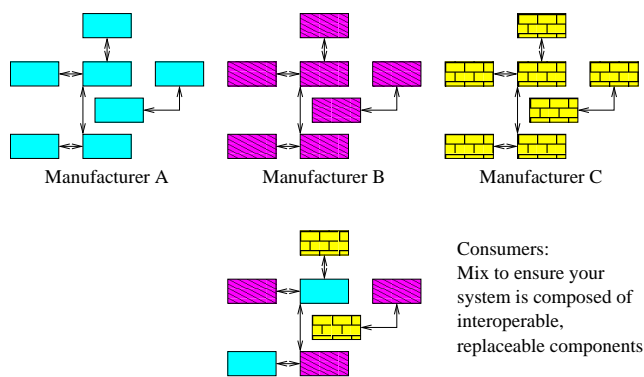 Manufacturer A
Manufacturer B
Manufacturer C
Consumers:
Mix to ensure your
system is composed of
interoperable,
replaceable components